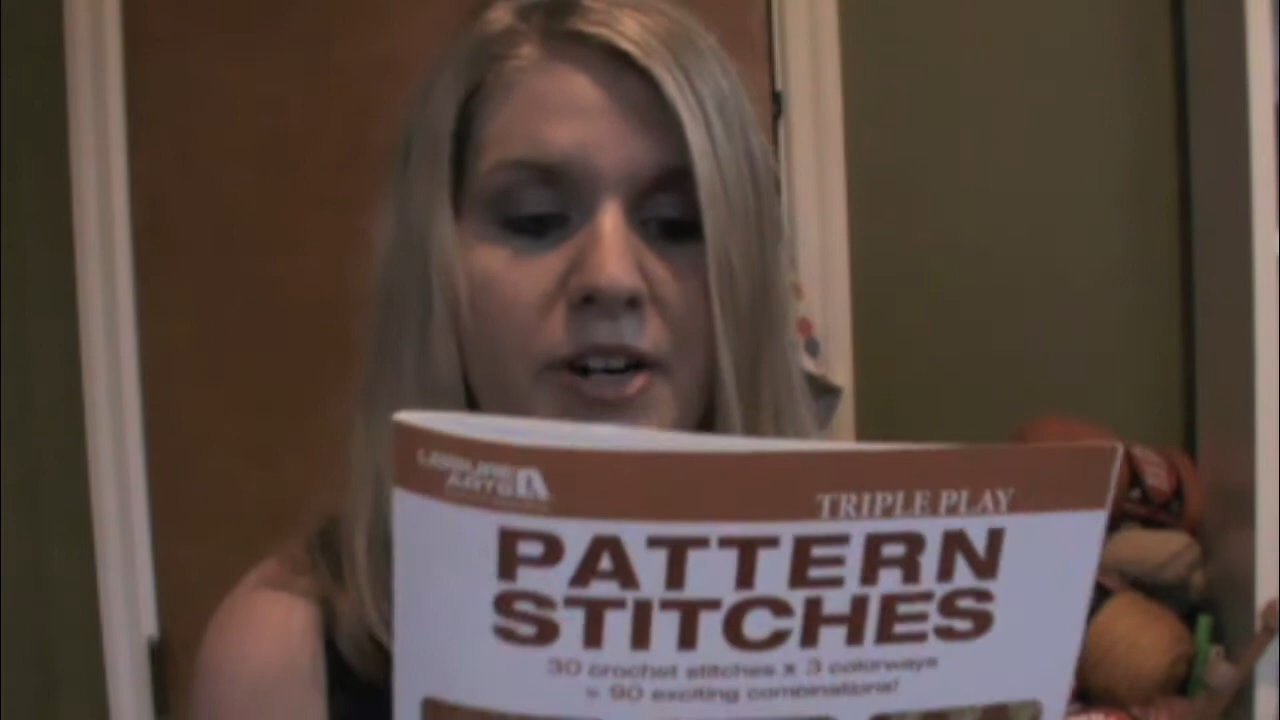 LEISURE
ARTS
TRIPLE PLAY
PATTERN
STITCHES
30 crochet stitches x 3 colorways
= 90 exciting combinations!